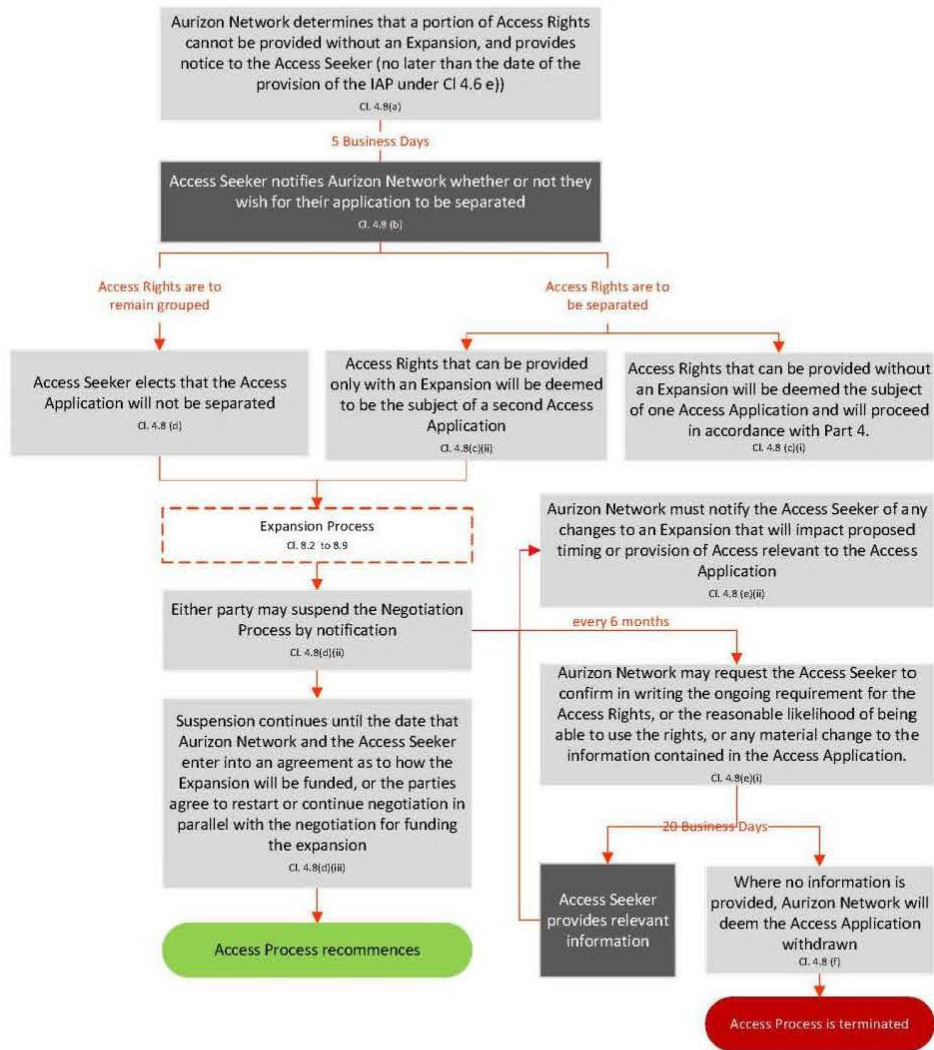 Aurizon Network determines that a portion of Access Rights
cannot be provided without an Expansion, and provides
notice to the Access Seeker (no later than the date of the
provision of the IAP under Cl 4.6 e))
Cl. 4.8(a)
5 Business Days
Access Seeker notifies Aurizon Network whether or not they
wish for their application to be separated
Cl. 4.8 (b)
Access Rights are to
remain grouped
Access Rights are to
be separated
Access Seeker elects that the Access
Application will not be separated
Cl. 4.8 (d)
Access Rights that can be provided
only with an Expansion will be deemed
to be the subject of a second Access
Application
Cl. 4.8(c)(ii)
Access Rights that can be provided without
an Expansion will be deemed the subject
of one Access Application and will proceed
in accordance with Part 4.
Cl. 4.8 (c)(i)
Expansion Process
Cl. 8.2 to 8.9
Aurizon Network must notify the Access Seeker of any
changes to an Expansion that will impact proposed
timing or provision of Access relevant to the Access
Application
Cl. 4.8 (e)(ii)
Either party may suspend the Negotiation
Process by notification
Cl. 4.8(d)(ii)
every 6 months
Aurizon Network may request the Access Seeker to
confirm in writing the ongoing requirement for the
Access Rights, or the reasonable likelihood of being
able to use the rights, or any material change to the
information contained in the Access Application.
Cl. 4.8(e)(i)
Suspension continues until the date that
Aurizon Network and the Access Seeker
enter into an agreement as to how the
Expansion will be funded, or the parties
agree to restart or continue negotiation in
parallel with the negotiation for funding
the expansion
Cl. 4.8(d)(iii)
20 Business Days
Access Seeker
provides relevant
information
Where no information is
provided, Aurizon Network will
deem the Access Application
withdrawn
Cl. 4.8 (f)
Access Process recommences
Access Process is terminated